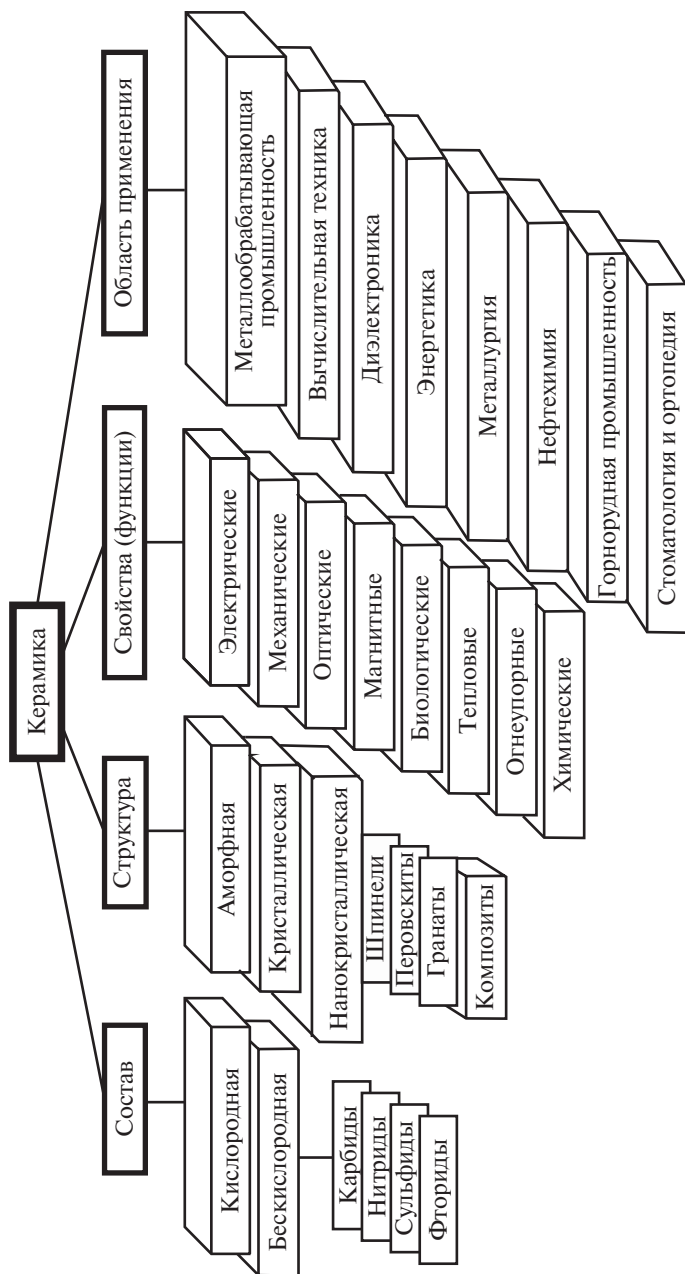 Керамика
Состав
Структура
Свойства (функции)
Область применения
Кислородная
Бескислородная
Карбиды
Нитриды
Сульфиды
Фториды
Аморфная
Кристаллическая
Нанокристаллическая
Шпинели
Перовскиты
Гранаты
Композиты
Электрические
Механические
Оптические
Магнитные
Биологические
Тепловые
Огнеупорные
Химические
Металлообрабатывающая
промышленность
Вычислительная техника
Диэлектроника
Энергетика
Металлургия
Нефтехимия
Горнорудная промышленность
Стоматология и ортопедия